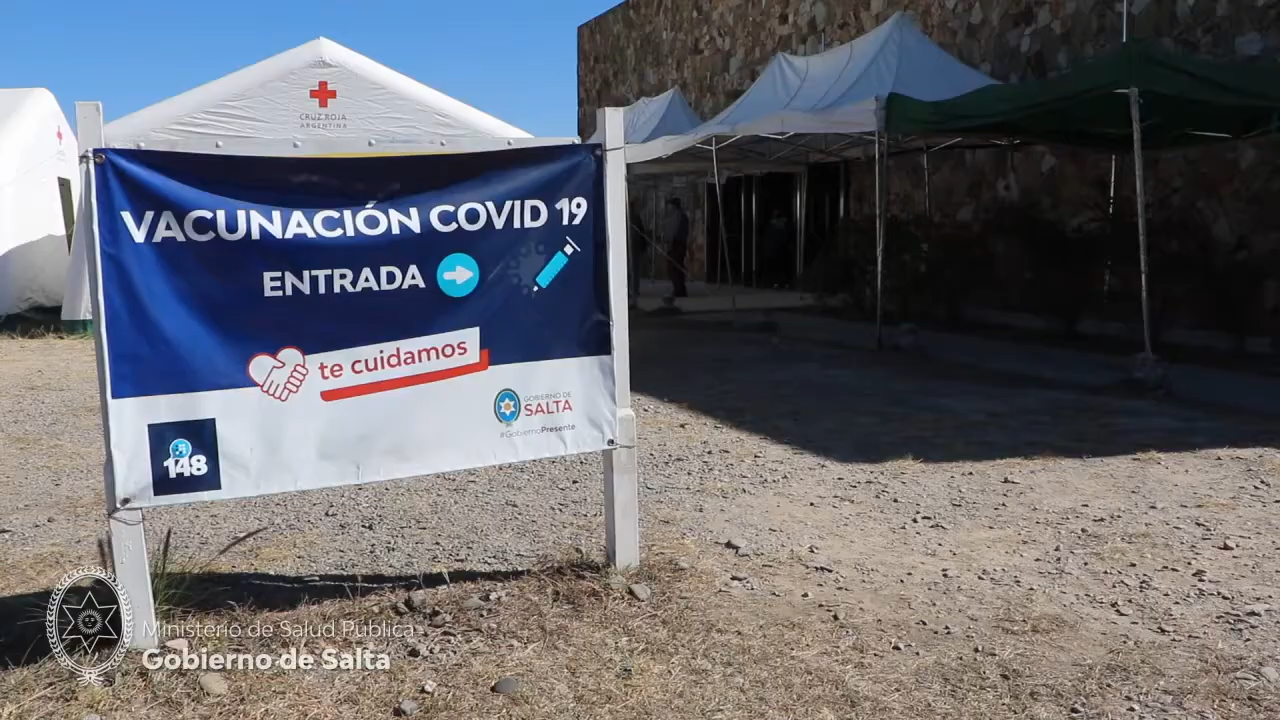 CRUZ ROJA
ARGENTINA
VACUNACIÓN COVID 19
ENTRADA
te cuidamos
GOBIERNO DE
SALTA
#GobiernoPresente
148
Ministerio de Salud Pública
Gobierno de Salta